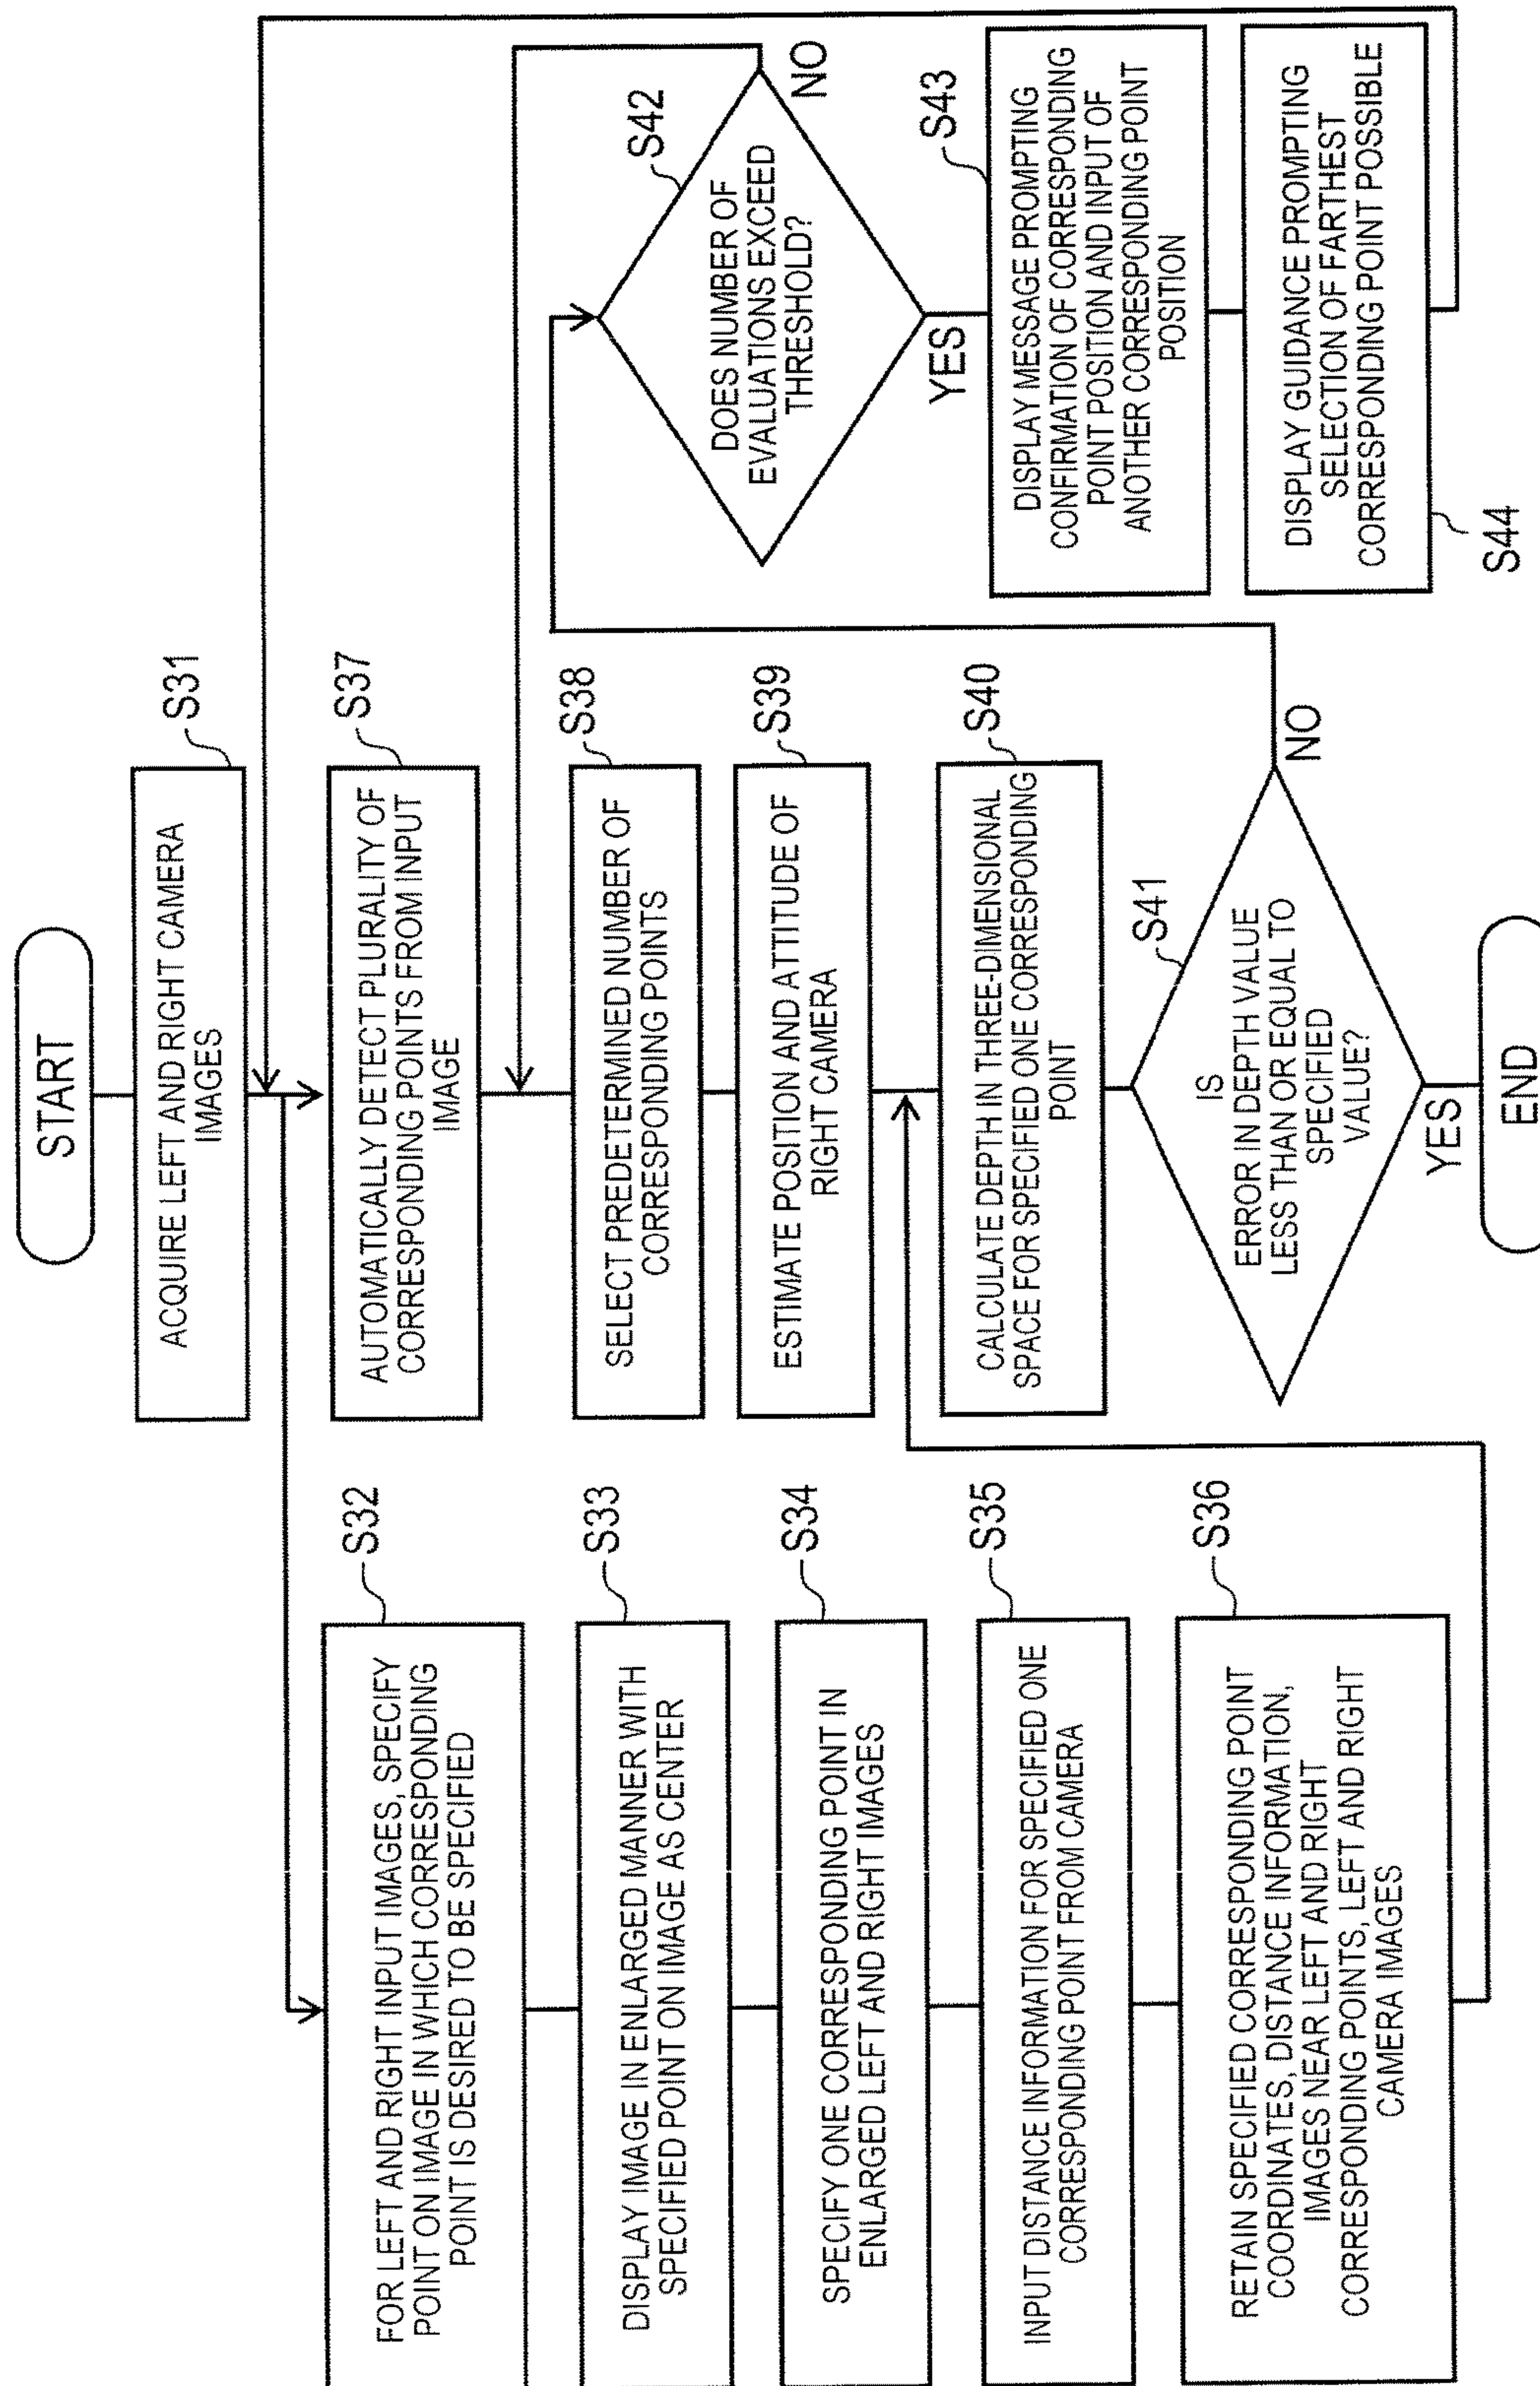 START
S31
ACQUIRE LEFT AND RIGHT CAMERA
IMAGES
S32
FOR LEFT AND RIGHT INPUT IMAGES, SPECIFY
POINT ON IMAGE IN WHICH CORRESPONDING
POINT IS DESIRED TO BE SPECIFIED
S33
DISPLAY IMAGE IN ENLARGED MANNER WITH
SPECIFIED POINT ON IMAGE AS CENTER
S34
SPECIFY ONE CORRESPONDING POINT IN
ENLARGED LEFT AND RIGHT IMAGES
S35
INPUT DISTANCE INFORMATION FOR SPECIFIED ONE
CORRESPONDING POINT FROM CAMERA
S36
RETAIN SPECIFIED CORRESPONDING POINT
COORDINATES, DISTANCE INFORMATION,
IMAGES NEAR LEFT AND RIGHT
CORRESPONDING POINTS, LEFT AND RIGHT
CAMERA IMAGES
S37
AUTOMATICALLY DETECT PLURALITY OF
CORRESPONDING POINTS FROM INPUT
IMAGE
S38
SELECT PREDETERMINED NUMBER OF
CORRESPONDING POINTS
S39
ESTIMATE POSITION AND ATTITUDE OF
RIGHT CAMERA
S40
CALCULATE DEPTH IN THREE-DIMENSIONAL
SPACE FOR SPECIFIED ONE CORRESPONDING
POINT
S41
IS
ERROR IN DEPTH VALUE
LESS THAN OR EQUAL TO
SPECIFIED
VALUE?
NO
YES
END
S42
DOES NUMBER OF
EVALUATIONS EXCEED
THRESHOLD?
NO
YES
S43
DISPLAY MESSAGE PROMPTING
CONFIRMATION OF CORRESPONDING
POINT POSITION AND INPUT OF
ANOTHER CORRESPONDING POINT
POSITION
DISPLAY GUIDANCE PROMPTING
SELECTION OF FARTHEST
CORRESPONDING POINT POSSIBLE
S44